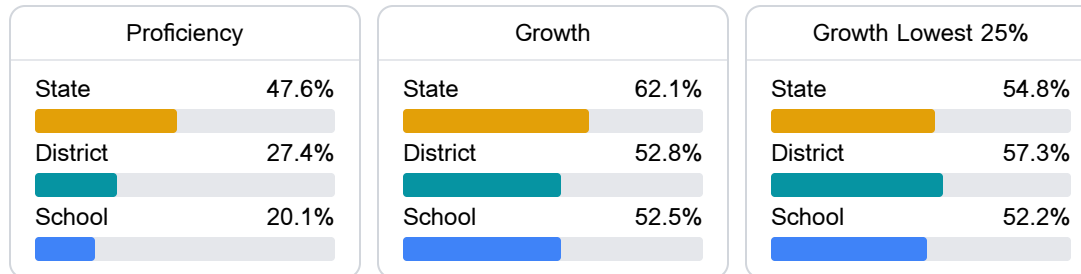 Proficiency
State 47.6%
District 27.4%
School 20.1%
Growth
State 62.1%
District 52.8%
School 52.5%
Growth Lowest 25%
State 54.8%
District 57.3%
School 52.2%